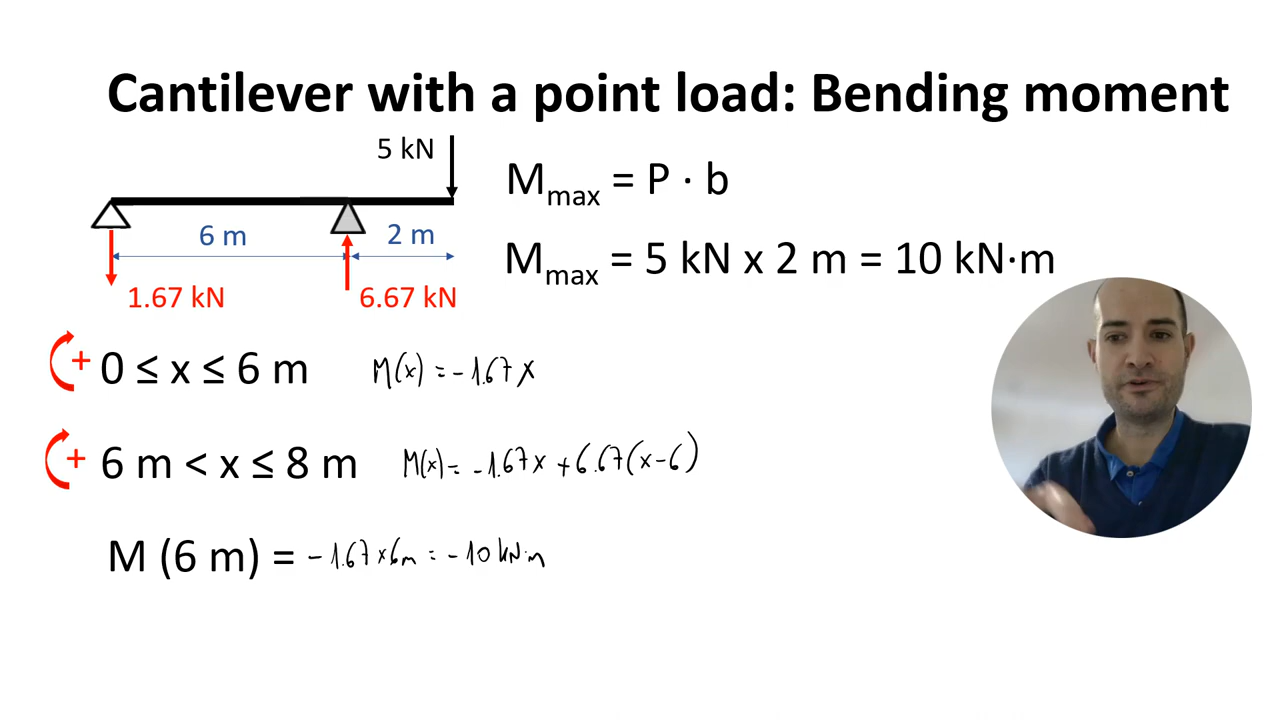 Cantilever with a point load: Bending moment
5 kN
6 m
2 m
1.67 kN
6.67 kN
Mmax = P · b
Mmax = 5 kN x 2 m = 10 kN·m
+ 0 ≤ x ≤ 6 m M(x) = -1.67x
+ 6 m < x ≤ 8 m M(x)= -1.67x +6.67(x-6)
M (6 m) = -1.67×6m = -10 kN·m